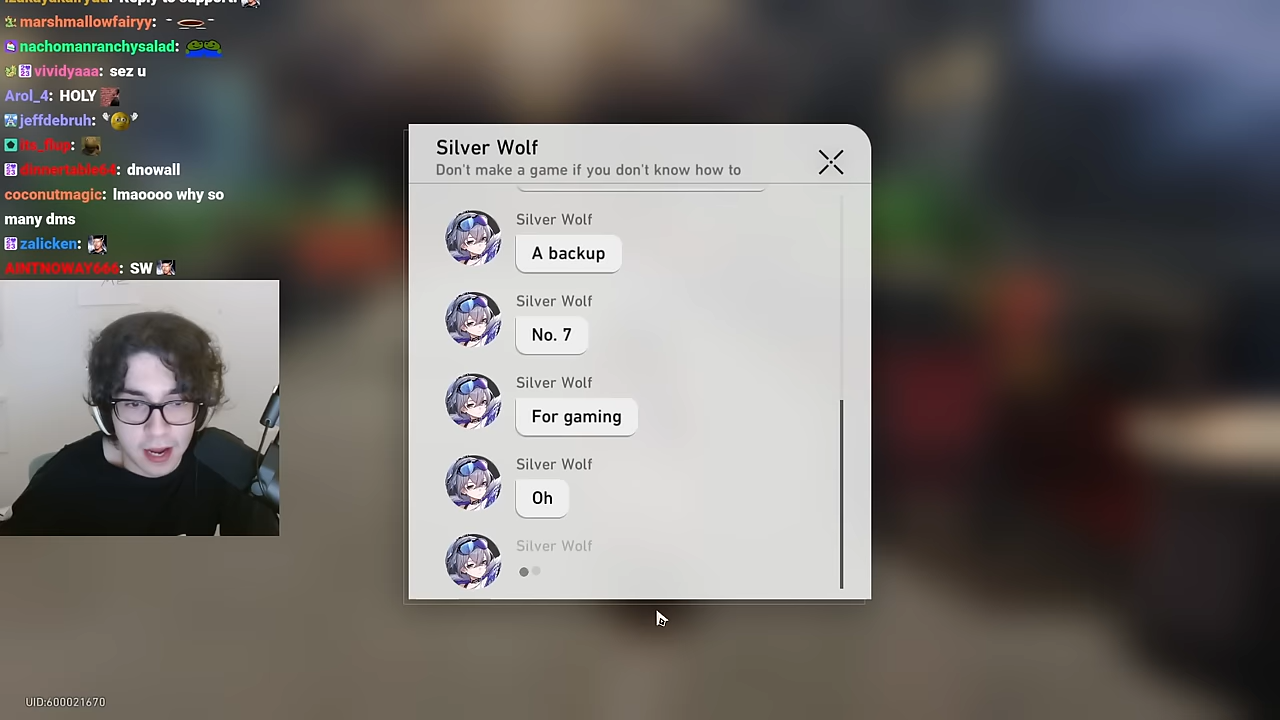 marshmallowfairyy:
nachomanranchysalad:
vividyaaa: sez u
Arol_4: HOLY
jeffdebruh:
dinnertable64: dnowall
coconutmagic: lmaoooo why so
many dms
zalicken:
AINTNOWAY666: SW
Silver Wolf
Don't make a game if you don't know how to
Silver Wolf
A backup
Silver Wolf
No. 7
Silver Wolf
For gaming
Silver Wolf
Oh
Silver Wolf
UID:600021670